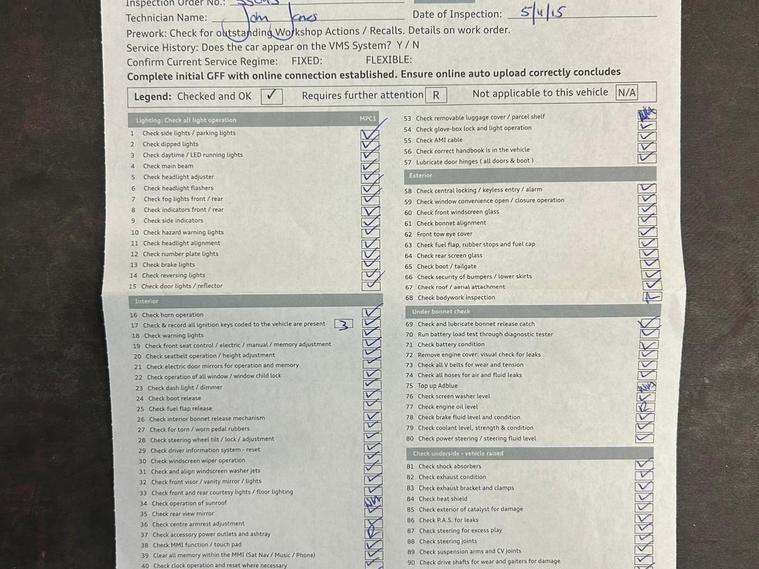 Inspection Order No.:
Technician Name: John Jones Date of Inspection: 5/11/15
Prework: Check for outstanding Workshop Actions / Recalls. Details on work order.
Service History: Does the car appear on the VMS System? Y / N
Confirm Current Service Regime: FIXED: FLEXIBLE:
Complete initial GFF with online connection established. Ensure online auto upload correctly concludes
Legend: Checked and OK ✓ Requires further attention R Not applicable to this vehicle N/A
Lighting: Check all light operation MPC1
1 Check side lights / parking lights ✓
2 Check dipped lights ✓
3 Check daytime / LED running lights ✓
4 Check main beam ✓
5 Check headlight adjuster ✓
6 Check headlight flashers ✓
7 Check fog lights front / rear ✓
8 Check indicators front / rear ✓
9 Check side indicators ✓
10 Check hazard warning lights ✓
11 Check headlight alignment ✓
12 Check number plate lights ✓
13 Check brake lights ✓
14 Check reversing lights ✓
15 Check door lights / reflector ✓
Interior
16 Check horn operation ✓
17 Check & record all ignition keys coded to the vehicle are present 3 ✓
18 Check warning lights ✓
19 Check front seat control / electric / manual / memory adjustment ✓
20 Check seatbelt operation / height adjustment ✓
21 Check electric door mirrors for operation and memory ✓
22 Check operation of all window / window child lock ✓
23 Check dash light / dimmer ✓
24 Check boot release ✓
25 Check fuel flap release ✓
26 Check interior bonnet release mechanism ✓
27 Check for torn / worn pedal rubbers ✓
28 Check steering wheel tilt / lock / adjustment ✓
29 Check driver information system - reset ✓
30 Check windscreen wiper operation ✓
31 Check and align windscreen washer jets ✓
32 Check front visor / vanity mirror / lights ✓
33 Check front and rear courtesy lights / floor lighting ✓
34 Check operation of sunroof N/A
35 Check rear view mirror ✓
36 Check centre armrest adjustment ✓
37 Check accessory power outlets and ashtray
38 Check MMI function / touch pad ✓
39 Clear all memory within the MMI (Sat Nav / Music / Phone) ✓
40 Check clock operation and reset where necessary ✓
53 Check removable luggage cover / parcel shelf
54 Check glove-box lock and light operation ✓
55 Check AMI cable ✓
56 Check correct handbook is in the vehicle ✓
57 Lubricate door hinges ( all doors & boot ) ✓
Exterior
58 Check central locking / keyless entry / alarm ✓
59 Check window convenience open / closure operation ✓
60 Check front windscreen glass ✓
61 Check bonnet alignment ✓
62 Front tow eye cover ✓
63 Check fuel flap, rubber stops and fuel cap ✓
64 Check rear screen glass ✓
65 Check boot / tailgate ✓
66 Check security of bumpers / lower skirts ✓
67 Check roof / aerial attachment ✓
68 Check bodywork inspection R
Under bonnet check
69 Check and lubricate bonnet release catch ✓
70 Run battery load test through diagnostic tester ✓
71 Check battery condition ✓
72 Remove engine cover: visual check for leaks ✓
73 Check all V belts for wear and tension ✓
74 Check all hoses for air and fluid leaks ✓
75 Top up Adblue N/A
76 Check screen washer level ✓
77 Check engine oil level
78 Check brake fluid level and condition ✓
79 Check coolant level, strength & condition ✓
80 Check power steering / steering fluid level ✓
Check underside - vehicle raised
81 Check shock absorbers ✓
82 Check exhaust condition ✓
83 Check exhaust bracket and clamps ✓
84 Check heat shield ✓
85 Check exterior of catalyst for damage ✓
86 Check P.A.S. for leaks ✓
87 Check steering for excess play ✓
88 Check steering joints ✓
89 Check suspension arms and CV joints ✓
90 Check drive shafts for wear and gaiters for damage ✓